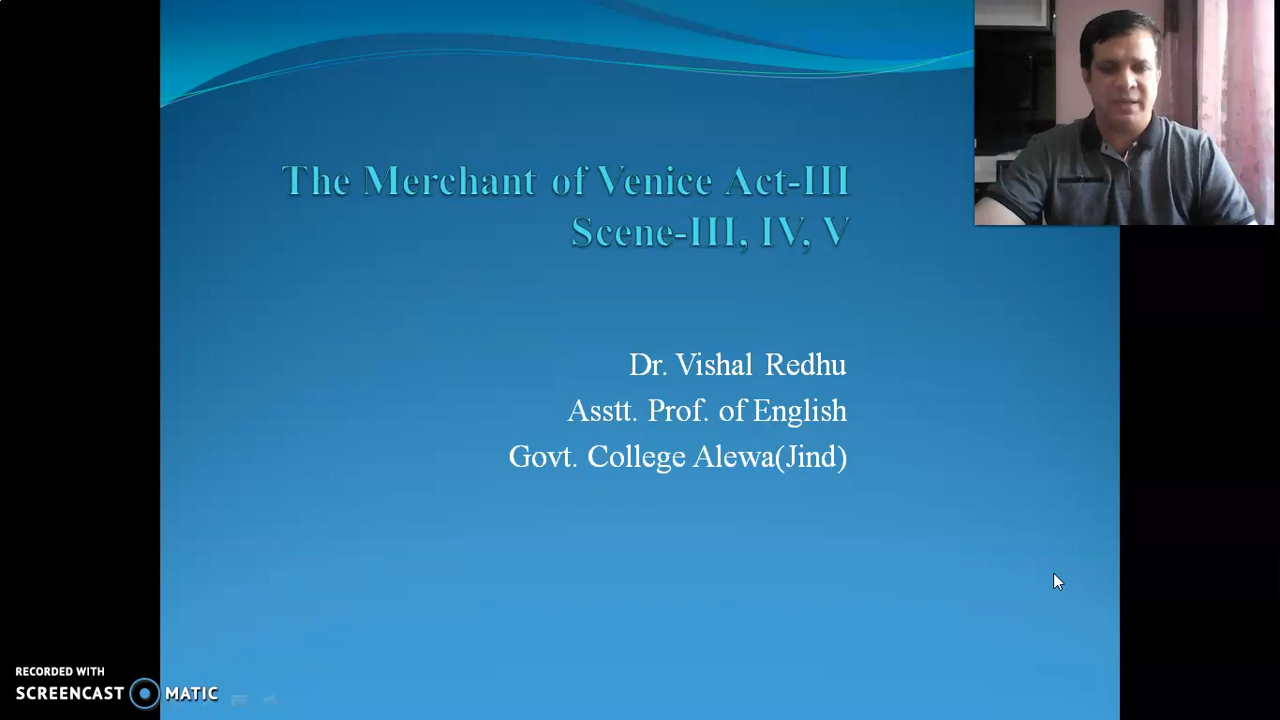 The Merchant of Venice Act-III
Scene-III, IV, V
Dr. Vishal Redhu
Asstt. Prof. of English
Govt. College Alewa(Jind)
RECORDED WITH
SCREENCAST MATIC